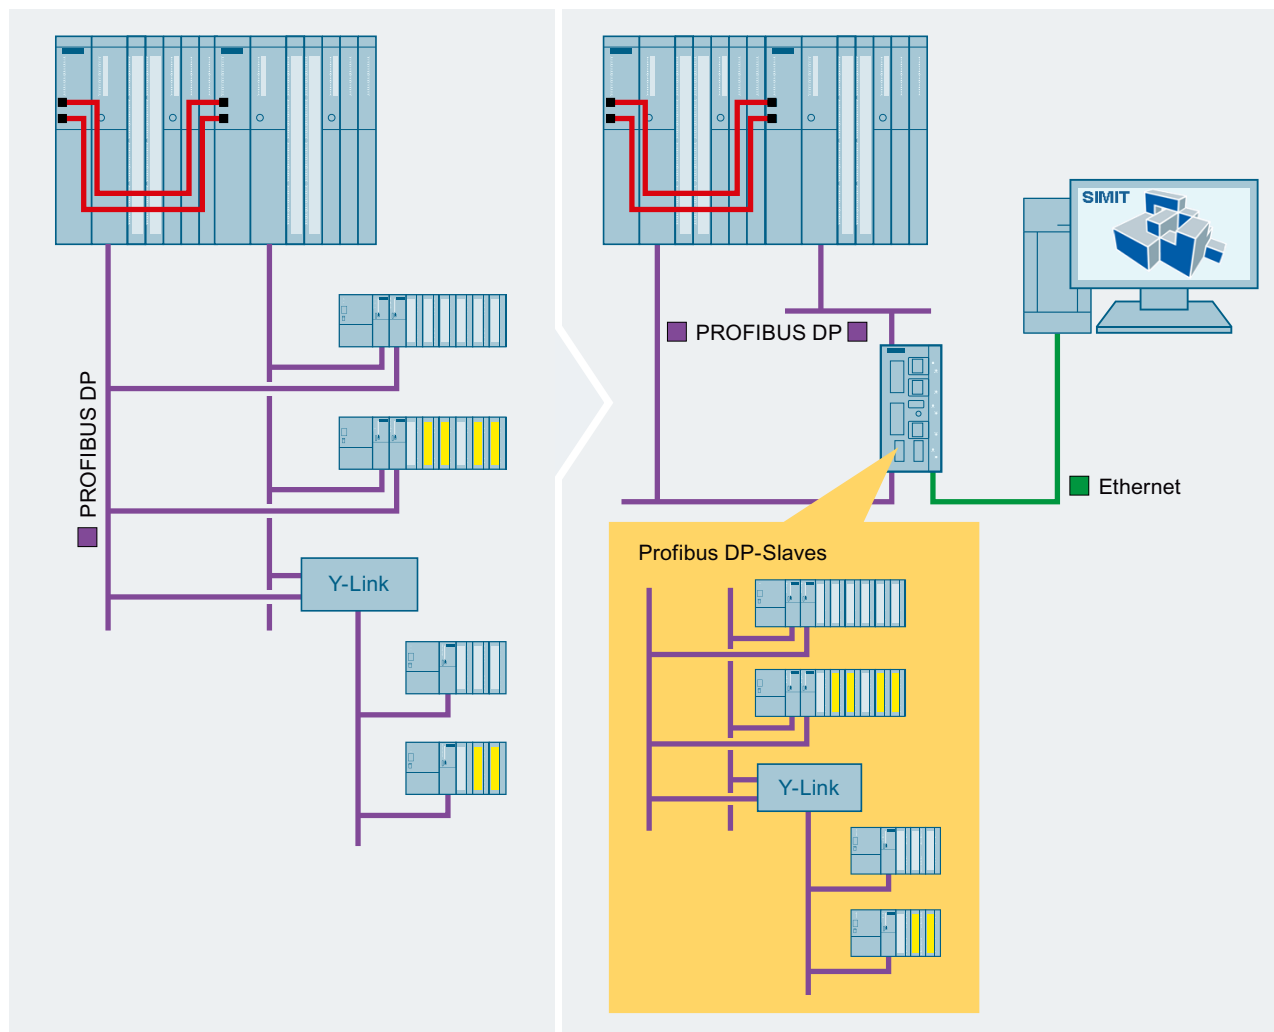 PROFIBUS DP
Y-Link
SIMIT
PROFIBUS DP
Ethernet
Profibus DP-Slaves
Y-Link